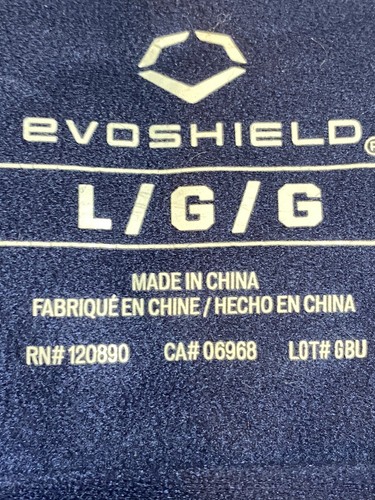 evoSHIELD®
L/G/G
MADE IN CHINA
FABRIQUÉ EN CHINE / HECHO EN CHINA
RN# 120890 CA# 06968 LOT# GBU